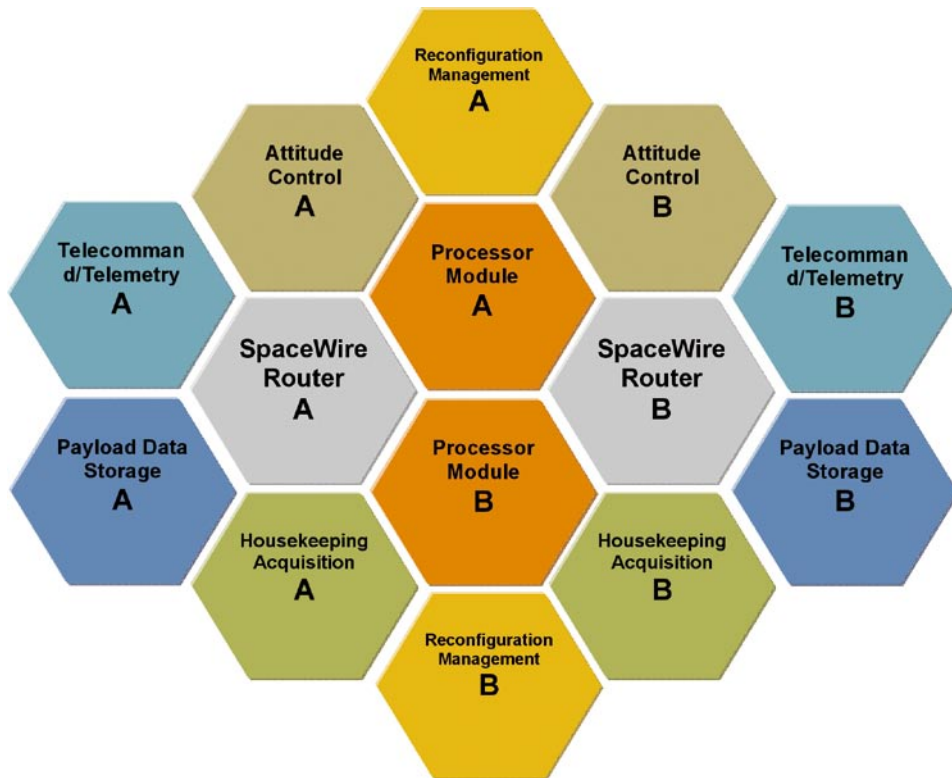 Reconfiguration
Management
A
Attitude
Control
A
Attitude
Control
B
Telecomman
d/Telemetry
A
Processor
Module
A
Telecomman
d/Telemetry
B
SpaceWire
Router
A
SpaceWire
Router
B
Payload Data
Storage
A
Processor
Module
B
Payload Data
Storage
B
Housekeeping
Acquisition
A
Housekeeping
Acquisition
B
Reconfiguration
Management
B